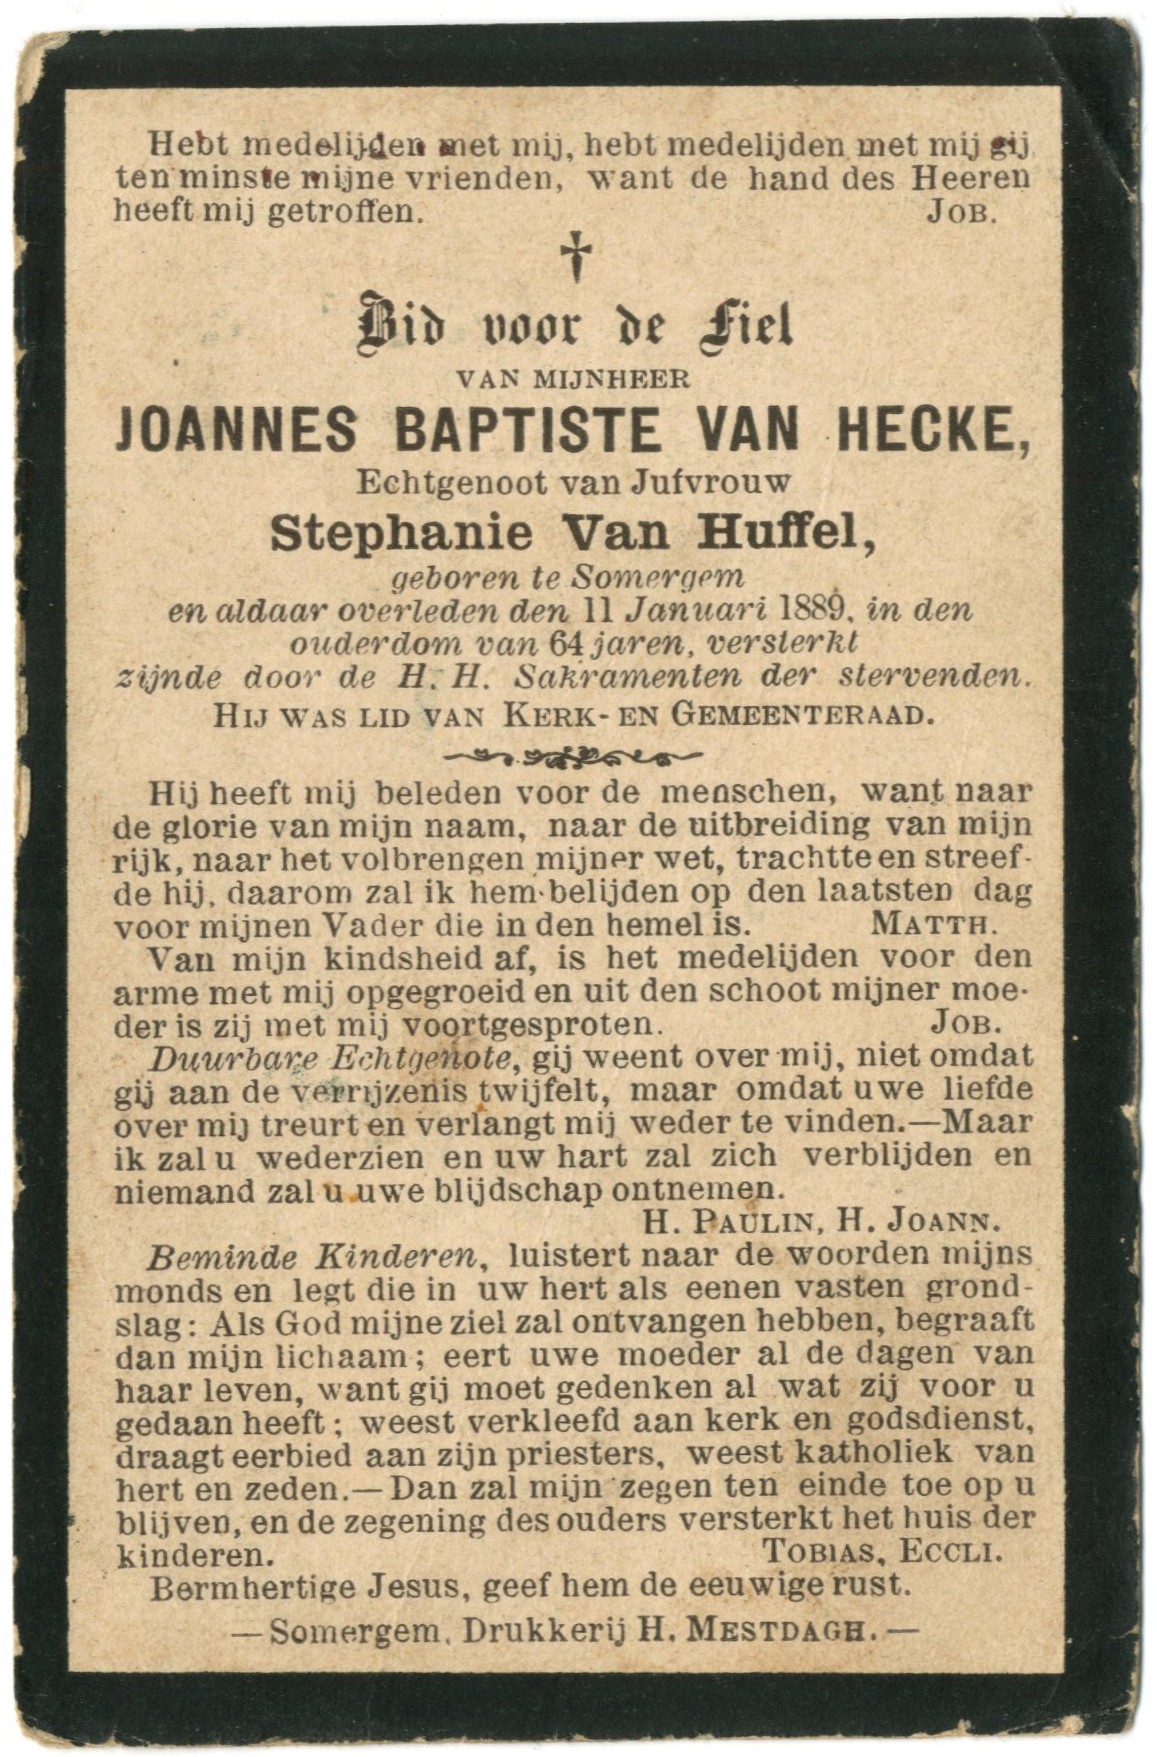 Hebt medelijden met mij, hebt medelijden met mij gij
ten minste mijne vrienden, want de hand des Heeren
heeft mij getroffen. JOB.
†
Bid voor de Fiel
VAN MIJNHEER
JOANNES BAPTISTE VAN HECKE,
Echtgenoot van Jufvrouw
Stephanie Van Huffel,
geboren te Somergem
en aldaar overleden den 11 Januari 1889, in den
ouderdom van 64 jaren, versterkt
zijnde door de H. H. Sakramenten der stervenden.
HIJ WAS LID VAN KERK- EN GEMEENTERAAD.
Hij heeft mij beleden voor de menschen, want naar
de glorie van mijn naam, naar de uitbreiding van mijn
rijk, naar het volbrengen mijner wet, trachtte en streef-
de hij, daarom zal ik hem belijden op den laatsten dag
voor mijnen Vader die in den hemel is. MATTH.
Van mijn kindsheid af, is het medelijden voor den
arme met mij opgegroeid en uit den schoot mijner moe-
der is zij met mij voortgesproten. JOB.
Duurbare Echtgenote, gij weent over mij, niet omdat
gij aan de verrijzenis twijfelt, maar omdat uwe liefde
over mij treurt en verlangt mij weder te vinden.—Maar
ik zal u wederzien en uw hart zal zich verblijden en
niemand zal u uwe blijdschap ontnemen.
H. PAULIN, H. JOANN.
Beminde Kinderen, luistert naar de woorden mijns
monds en legt die in uw hert als eenen vasten grond-
slag: Als God mijne ziel zal ontvangen hebben, begraaft
dan mijn lichaam; eert uwe moeder al de dagen van
haar leven, want gij moet gedenken al wat zij voor u
gedaan heeft; weest verkleefd aan kerk en godsdienst,
draagt eerbied aan zijn priesters, weest katholiek van
hert en zeden.—Dan zal mijn zegen ten einde toe op u
blijven, en de zegening des ouders versterkt het huis der
kinderen. TOBIAS, ECCLI.
Bermhertige Jesus, geef hem de eeuwige rust.
—Somergem, Drukkerij H. MESTDAGH.—